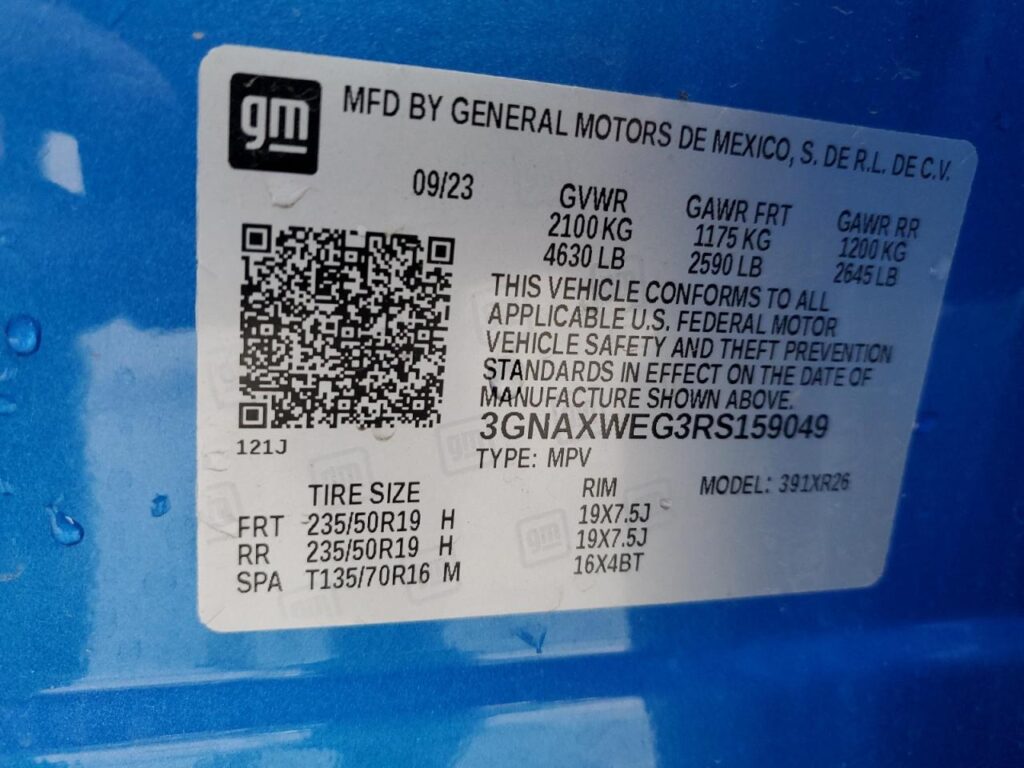 gm
MFD BY GENERAL MOTORS DE MEXICO, S. DE R.L. DE C.V.
09/23
GVWR GAWR FRT GAWR RR
2100 KG 1175 KG 1200 KG
4630 LB 2590 LB 2645 LB
THIS VEHICLE CONFORMS TO ALL
APPLICABLE U.S. FEDERAL MOTOR
VEHICLE SAFETY AND THEFT PREVENTION
STANDARDS IN EFFECT ON THE DATE OF
MANUFACTURE SHOWN ABOVE.
3GNAXWEG3RS159049
121J
TYPE: MPV
MODEL: 391XR26
TIRE SIZE RIM
FRT 235/50R19 H 19X7.5J
RR 235/50R19 H 19X7.5J
SPA T135/70R16 M 16X4BT